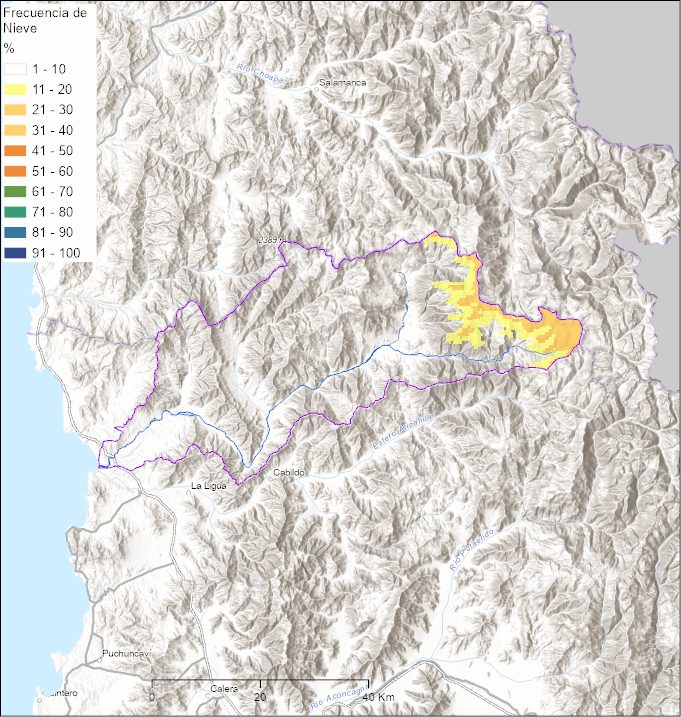 Frecuencia de
Nieve
%
1 - 10
11 - 20
21 - 30
31 - 40
41 - 50
51 - 60
61 - 70
71 - 80
81 - 90
91 - 100
Río Choapa
Salamanca
Estero Alicahue
Cabildo
La Ligua
Río Putaendo
Puchuncaví
Calera
Río Aconcagua
0 20 40 Km